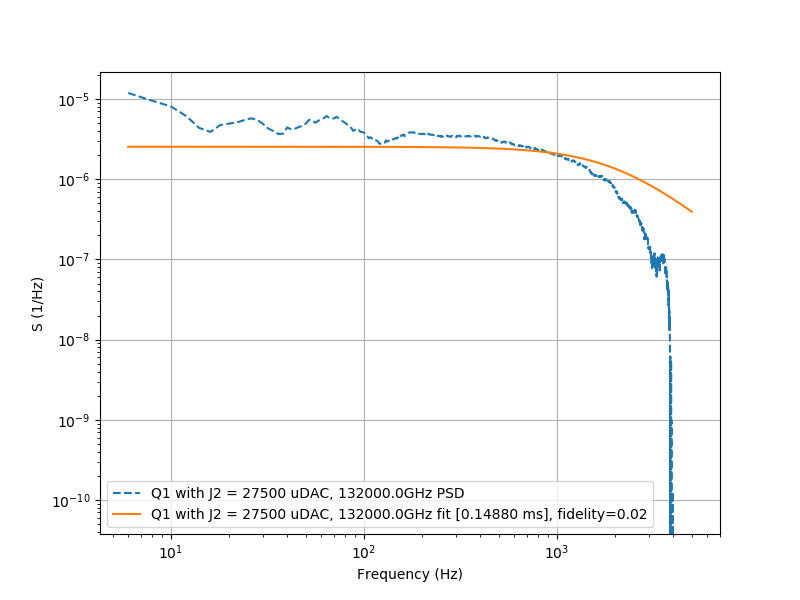 10⁻⁵
10⁻⁶
10⁻⁷
10⁻⁸
10⁻⁹
10⁻¹⁰
S (1/Hz)
Q1 with J2 = 27500 uDAC, 132000.0GHz PSD
Q1 with J2 = 27500 uDAC, 132000.0GHz fit [0.14880 ms], fidelity=0.02
10¹ 10² 10³
Frequency (Hz)